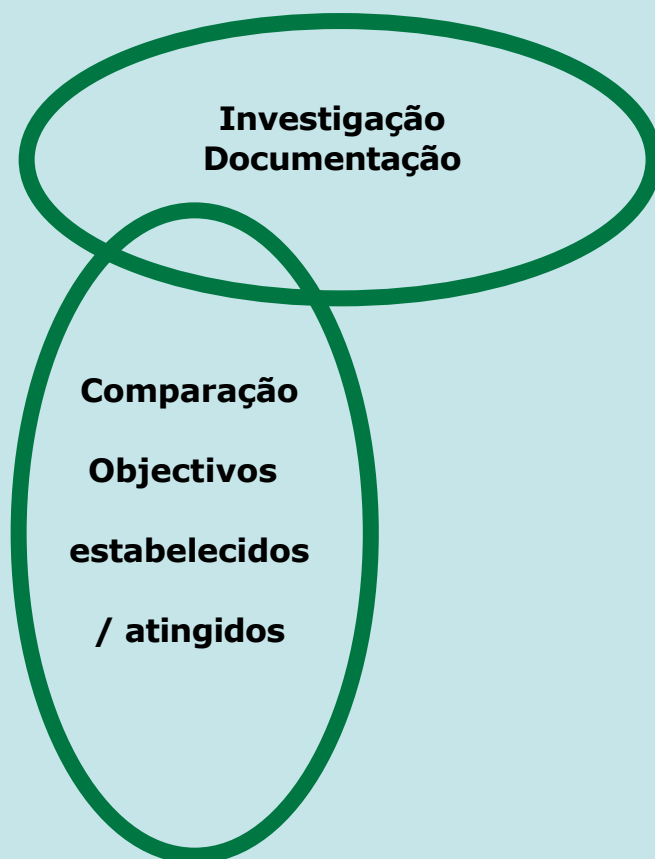 Investigação
Documentação
Comparação
Objectivos
estabelecidos
/ atingidos